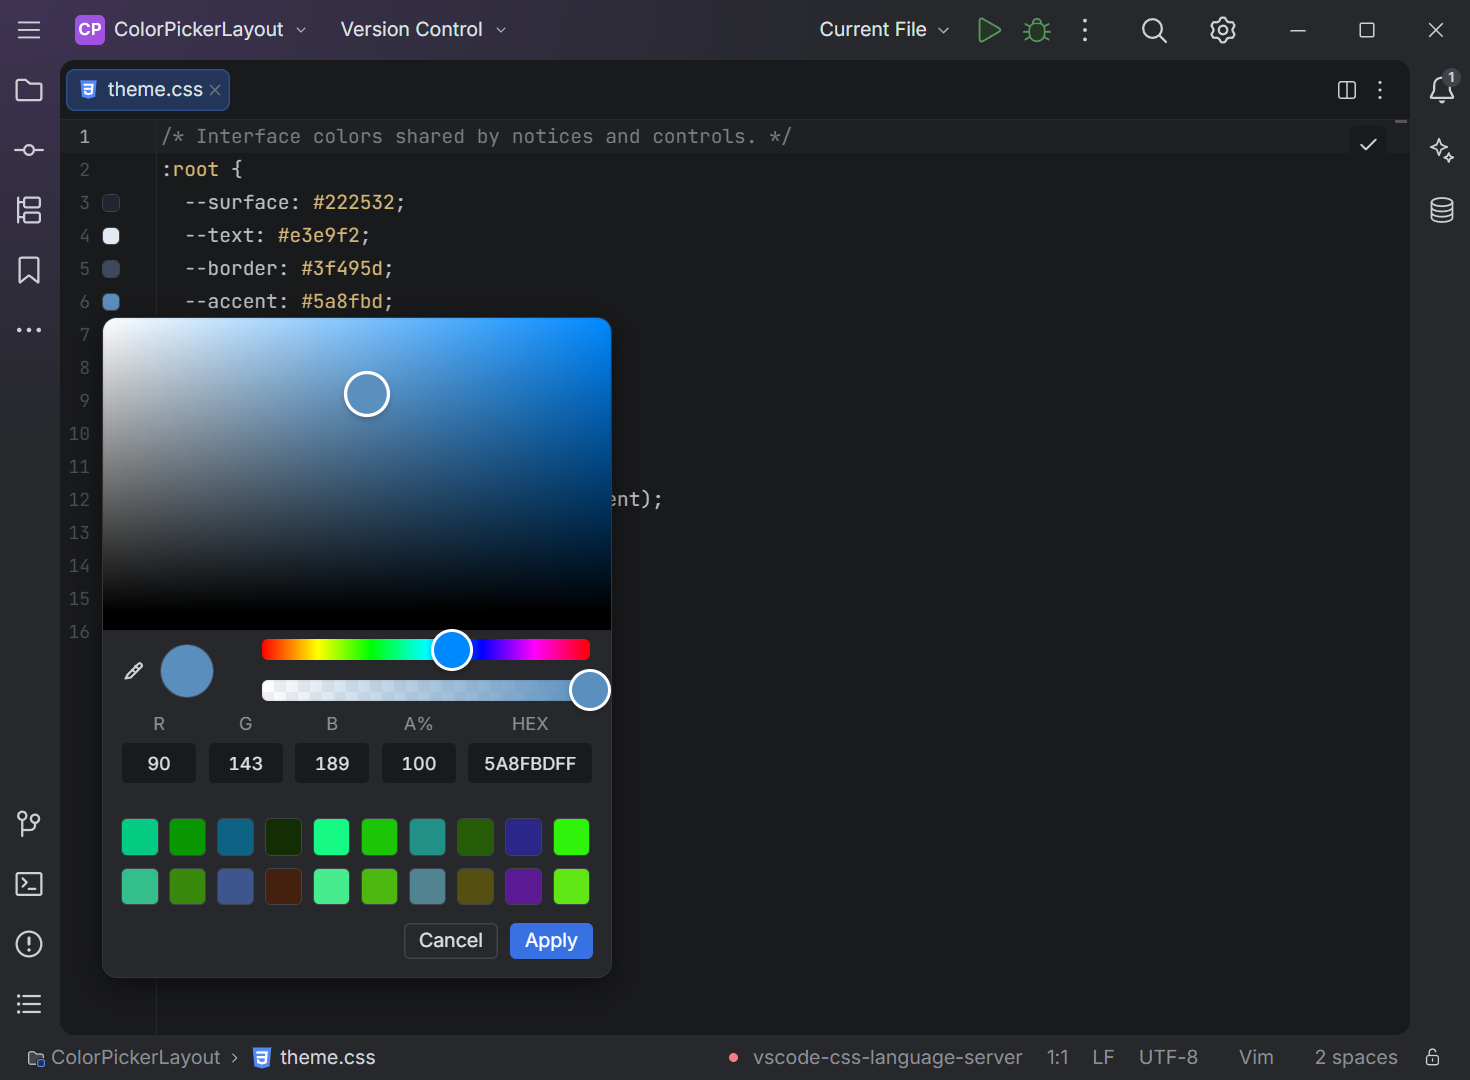 CP ColorPickerLayout Version Control Current File
theme.css
1
1 /* Interface colors shared by notices and controls. */
2 :root {
3 --surface: #222532;
4 --text: #e3e9f2;
5 --border: #3f495d;
6 --accent: #5a8fbd;
7
8
9
10
11
12 ent);
13
14
15
16
R G B A% HEX
90 143 189 100 5A8FBDFF
Cancel Apply
ColorPickerLayout › theme.css vscode-css-language-server 1:1 LF UTF-8 Vim 2 spaces